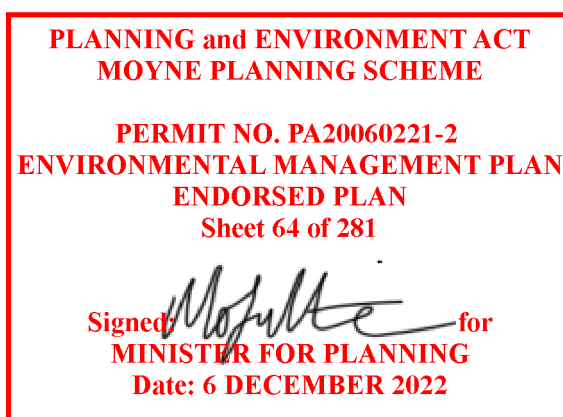 PLANNING and ENVIRONMENT ACT
MOYNE PLANNING SCHEME
PERMIT NO. PA20060221-2
ENVIRONMENTAL MANAGEMENT PLAN
ENDORSED PLAN
Sheet 64 of 281
Signed: for
MINISTER FOR PLANNING
Date: 6 DECEMBER 2022